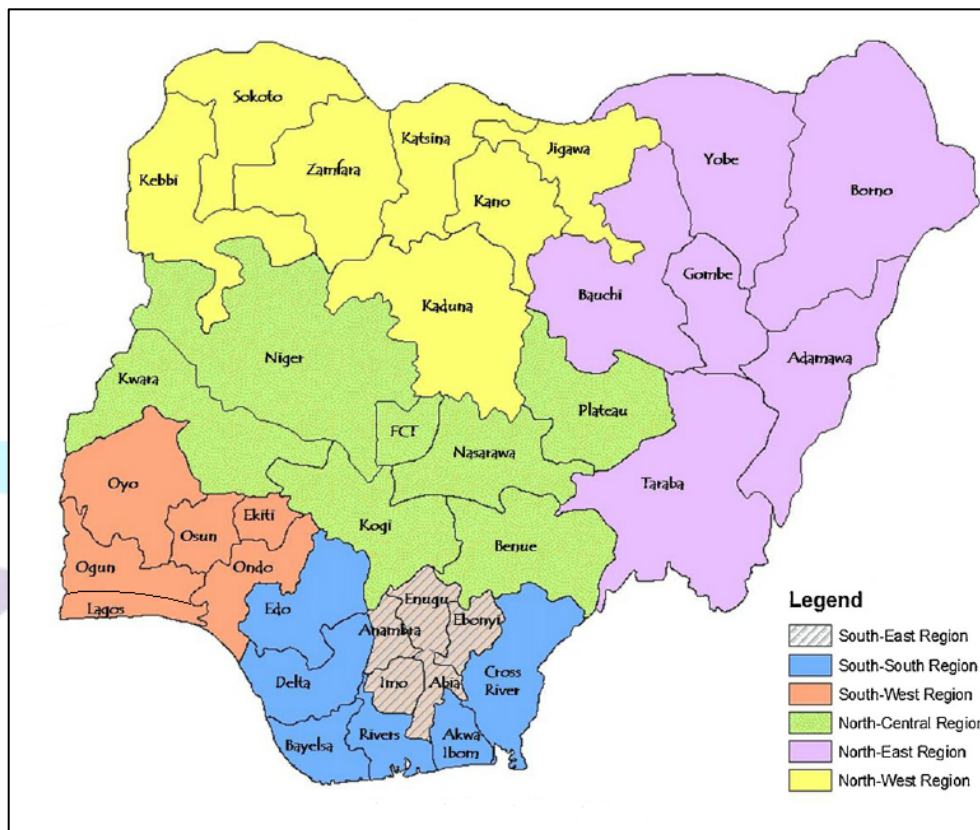 Sokoto
Katsina
Jigawa
Yobe
Kebbi
Zamfara
Kano
Borno
Gombe
Bauchi
Kaduna
Niger
Adamawa
Kwara
Plateau
FCT
Nasarawa
Oyo
Taraba
Ekiti
Osun
Kogi
Benue
Ogun
Ondo
Lagos
Edo
Enugu
Ebonyi
Anambra
Delta
Imo
Abia
Cross
River
Bayelsa
Rivers
Akwa
Ibom
Legend
South-East Region
South-South Region
South-West Region
North-Central Region
North-East Region
North-West Region